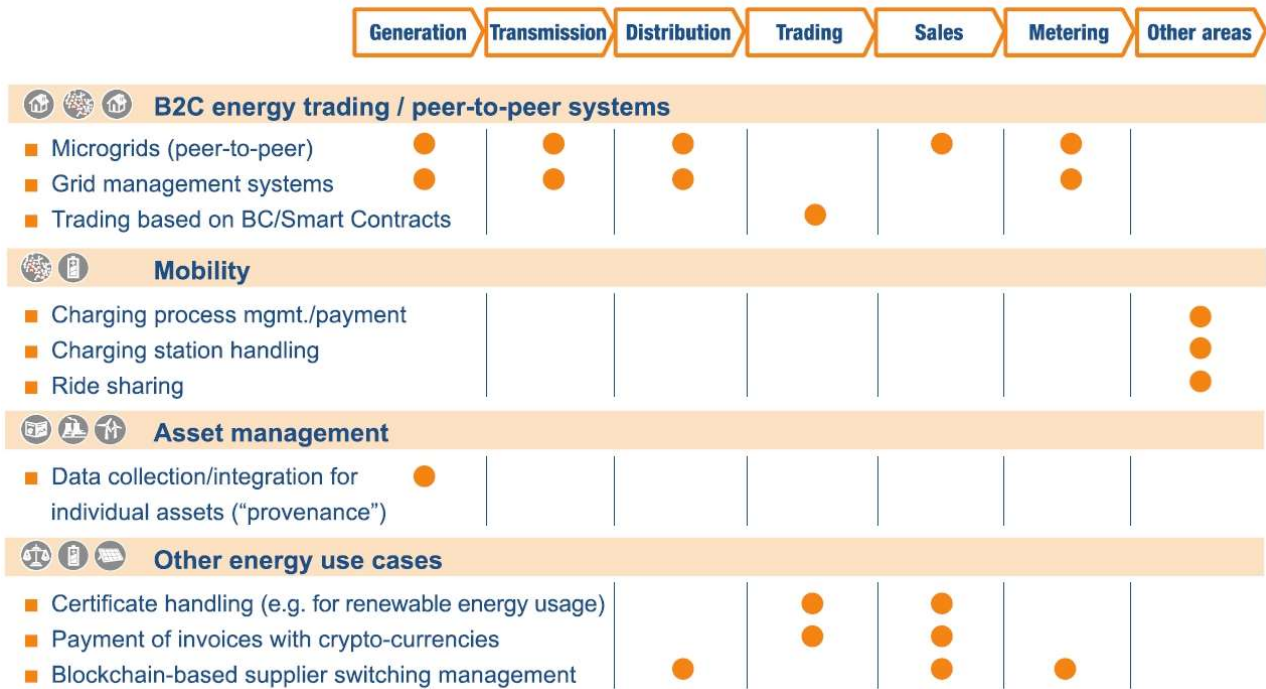 Generation Transmission Distribution Trading Sales Metering Other areas
B2C energy trading / peer-to-peer systems
■ Microgrids (peer-to-peer)
■ Grid management systems
■ Trading based on BC/Smart Contracts
Mobility
■ Charging process mgmt./payment
■ Charging station handling
■ Ride sharing
Asset management
■ Data collection/integration for
individual assets (“provenance”)
Other energy use cases
■ Certificate handling (e.g. for renewable energy usage)
■ Payment of invoices with crypto-currencies
■ Blockchain-based supplier switching management